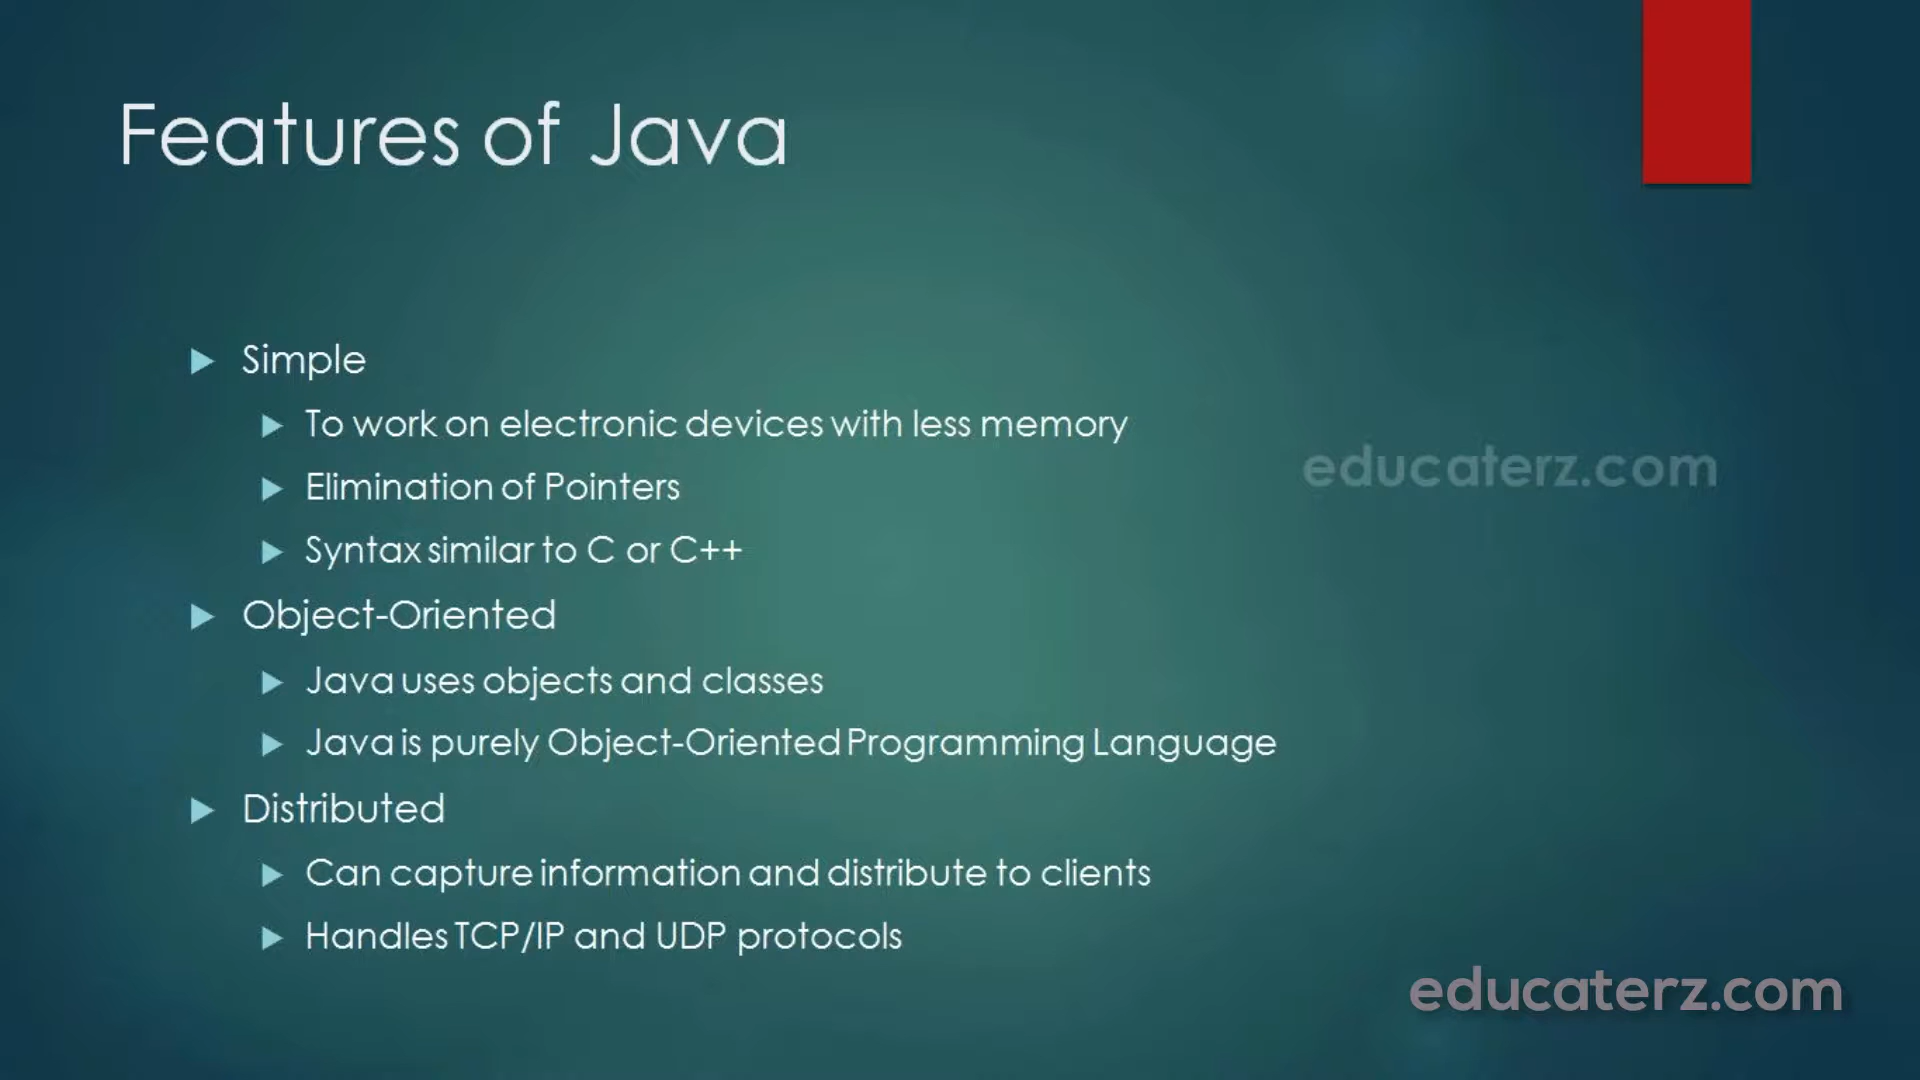 Features of Java
Simple
To work on electronic devices with less memory
educaterz.com
Elimination of Pointers
Syntax similar to C or C++
Object-Oriented
Java uses objects and classes
Java is purely Object-Oriented Programming Language
Distributed
Can capture information and distribute to clients
Handles TCP/IP and UDP protocols
educaterz.com